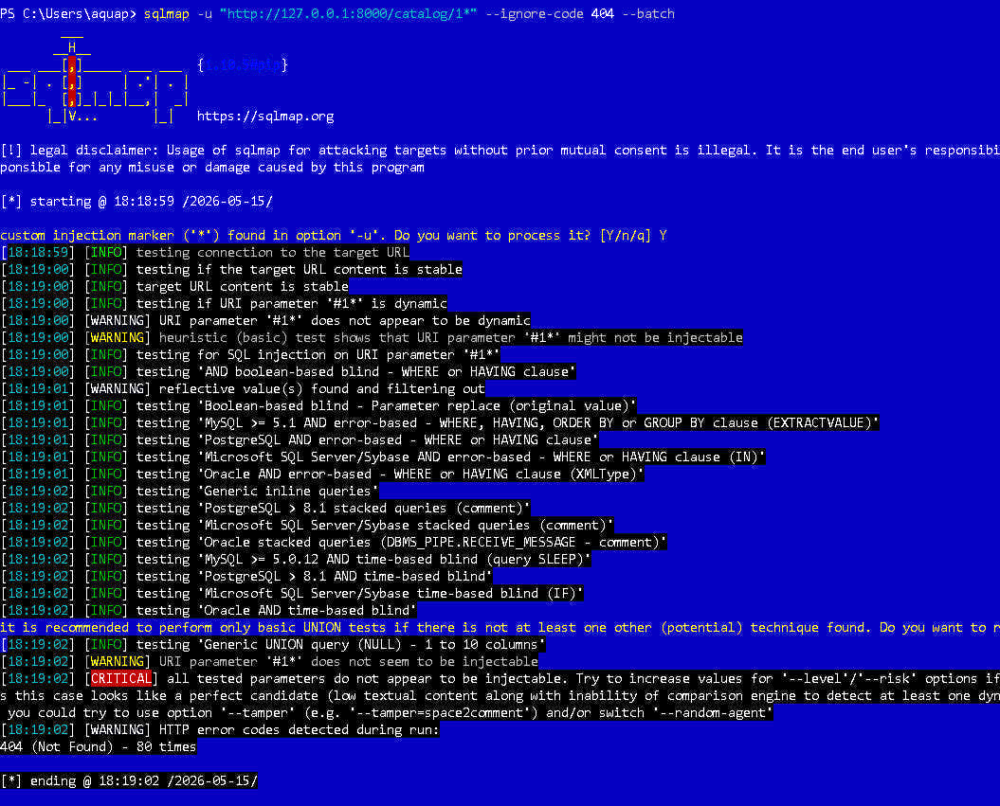 PS C:\Users\aquap> sqlmap -u "http://127.0.0.1:8000/catalog/1*" --ignore-code 404 --batch
https://sqlmap.org
[!] legal disclaimer: Usage of sqlmap for attacking targets without prior mutual consent is illegal. It is the end user's responsibi
ponsible for any misuse or damage caused by this program
[*] starting @ 18:18:59 /2026-05-15/
custom injection marker ('*') found in option '-u'. Do you want to process it? [Y/n/q] Y
[18:18:59] [INFO] testing connection to the target URL
[18:19:00] [INFO] testing if the target URL content is stable
[18:19:00] [INFO] target URL content is stable
[18:19:00] [INFO] testing if URI parameter '#1*' is dynamic
[18:19:00] [WARNING] URI parameter '#1*' does not appear to be dynamic
[18:19:00] [WARNING] heuristic (basic) test shows that URI parameter '#1*' might not be injectable
[18:19:00] [INFO] testing for SQL injection on URI parameter '#1*'
[18:19:00] [INFO] testing 'AND boolean-based blind - WHERE or HAVING clause'
[18:19:01] [WARNING] reflective value(s) found and filtering out
[18:19:01] [INFO] testing 'Boolean-based blind - Parameter replace (original value)'
[18:19:01] [INFO] testing 'MySQL >= 5.1 AND error-based - WHERE, HAVING, ORDER BY or GROUP BY clause (EXTRACTVALUE)'
[18:19:01] [INFO] testing 'PostgreSQL AND error-based - WHERE or HAVING clause'
[18:19:01] [INFO] testing 'Microsoft SQL Server/Sybase AND error-based - WHERE or HAVING clause (IN)'
[18:19:01] [INFO] testing 'Oracle AND error-based - WHERE or HAVING clause (XMLType)'
[18:19:02] [INFO] testing 'Generic inline queries'
[18:19:02] [INFO] testing 'PostgreSQL > 8.1 stacked queries (comment)'
[18:19:02] [INFO] testing 'Microsoft SQL Server/Sybase stacked queries (comment)'
[18:19:02] [INFO] testing 'Oracle stacked queries (DBMS_PIPE.RECEIVE_MESSAGE - comment)'
[18:19:02] [INFO] testing 'MySQL >= 5.0.12 AND time-based blind (query SLEEP)'
[18:19:02] [INFO] testing 'PostgreSQL > 8.1 AND time-based blind'
[18:19:02] [INFO] testing 'Microsoft SQL Server/Sybase time-based blind (IF)'
[18:19:02] [INFO] testing 'Oracle AND time-based blind'
it is recommended to perform only basic UNION tests if there is not at least one other (potential) technique found. Do you want to r
[18:19:02] [INFO] testing 'Generic UNION query (NULL) - 1 to 10 columns'
[18:19:02] [WARNING] URI parameter '#1*' does not seem to be injectable
[18:19:02] [CRITICAL] all tested parameters do not appear to be injectable. Try to increase values for '--level'/'--risk' options if
s this case looks like a perfect candidate (low textual content along with inability of comparison engine to detect at least one dyn
you could try to use option '--tamper' (e.g. '--tamper=space2comment') and/or switch '--random-agent'
[18:19:02] [WARNING] HTTP error codes detected during run:
404 (Not Found) - 80 times
[*] ending @ 18:19:02 /2026-05-15/